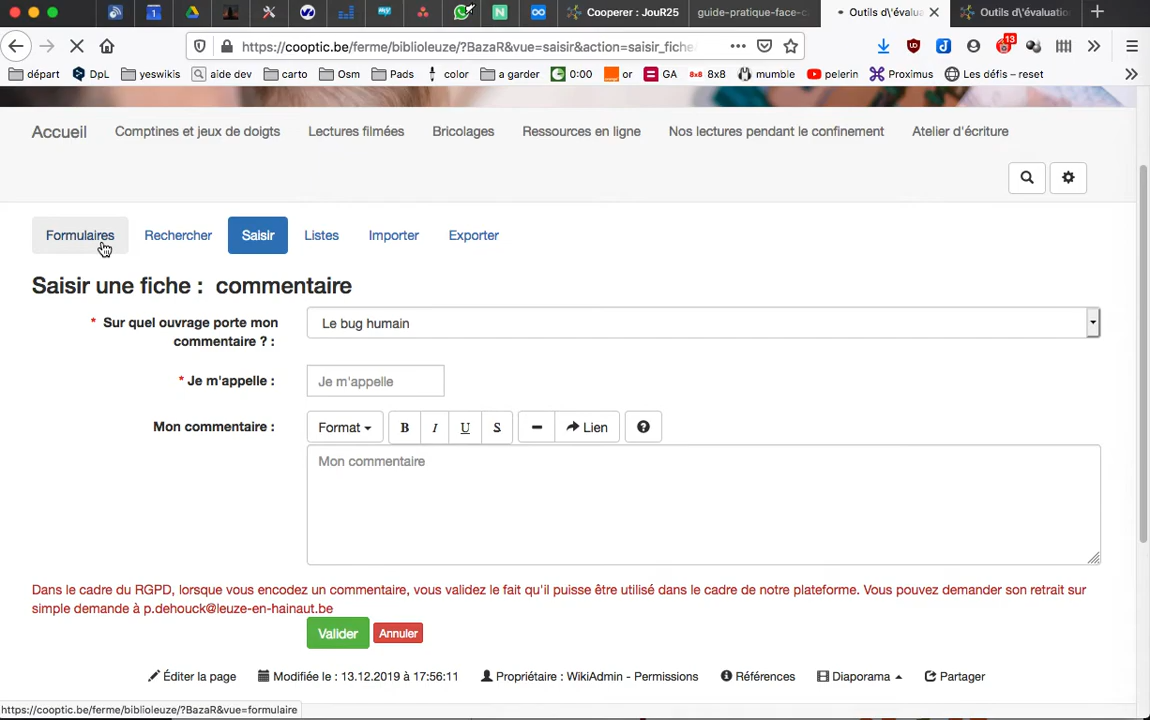 Cooperer : JouR25 guide-pratique-face-c Outils d\'évalua Outils d\'évaluatio
https://cooptic.be/ferme/biblioleuze/?BazaR&vue=saisir&action=saisir_fiche
13
départ DpL yeswikis aide dev carto Osm Pads color a garder 0:00 or GA 8x8 8x8 mumble pelerin Proximus Les défis – reset
Accueil Comptines et jeux de doigts Lectures filmées Bricolages Ressources en ligne Nos lectures pendant le confinement Atelier d'écriture
Formulaires Rechercher Saisir Listes Importer Exporter
Saisir une fiche : commentaire
* Sur quel ouvrage porte mon commentaire ? :
Le bug humain
* Je m'appelle :
Je m'appelle
Mon commentaire :
Format B I U S Lien
Mon commentaire
Dans le cadre du RGPD, lorsque vous encodez un commentaire, vous validez le fait qu'il puisse être utilisé dans le cadre de notre plateforme. Vous pouvez demander son retrait sur
simple demande à p.dehouck@leuze-en-hainaut.be
Valider Annuler
Éditer la page Modifiée le : 13.12.2019 à 17:56:11 Propriétaire : WikiAdmin - Permissions Références Diaporama Partager
https://cooptic.be/ferme/biblioleuze/?BazaR&vue=formulaire